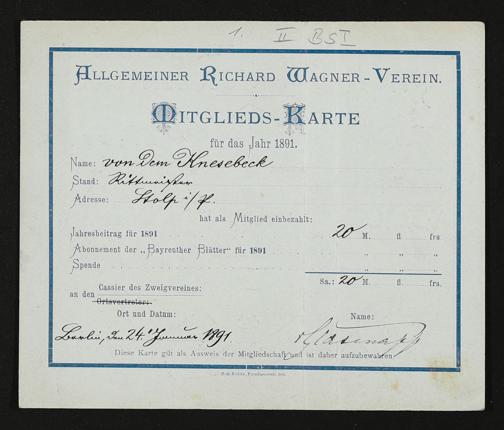 1. II BSI
ALLGEMEINER RICHARD WAGNER-VEREIN.
MITGLIEDS-KARTE
für das Jahr 1891.
Name: von dem Knesebeck
Stand: Rittmeister
Adresse: Stolp i/P.
hat als Mitglied einbezahlt:
Jahresbeitrag für 1891 20 M. fl frs
Abonnement der „Bayreuther Blätter" für 1891 „ „ „
Spende „ „ „
Sa.: 20 M. fl. frs.
an den Cassier des Zweigvereines:
Ortsvertreter:
Ort und Datum: Name:
Berlin, den 24. Januar 1891
Diese Karte gilt als Ausweis der Mitgliedschaft und ist daher aufzubewahren.